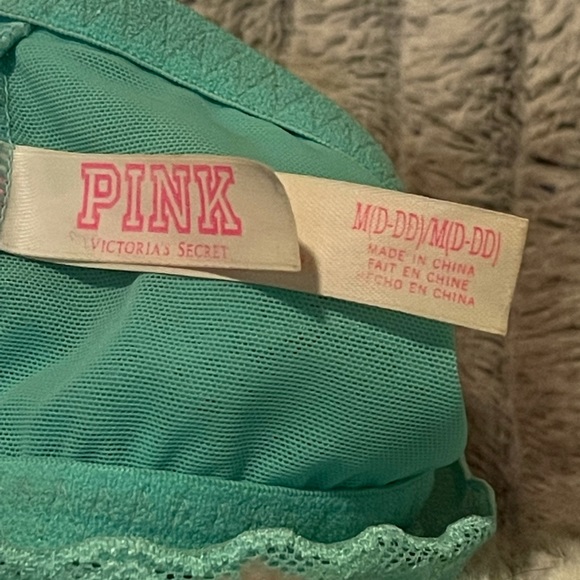 PINK
VICTORIA'S SECRET
M(D-DD)/M(D-DD)
MADE IN CHINA
FAIT EN CHINE
HECHO EN CHINA